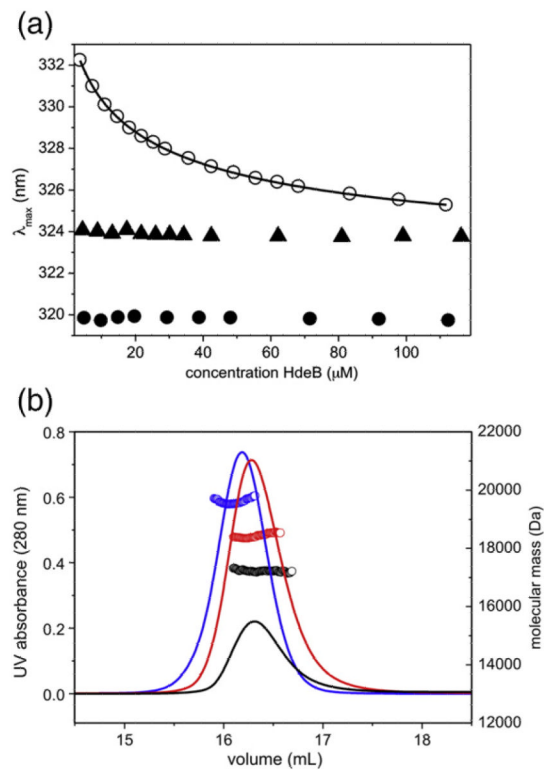 (a)
332
330
328
326
324
320
λmax (nm)
20 40 60 80 100
concentration HdeB (μM)
(b)
0.8
0.6
0.4
0.2
0.0
UV absorbance (280 nm)
22000
20000
18000
16000
15000
14000
13000
12000
molecular mass (Da)
15 16 17 18
volume (mL)